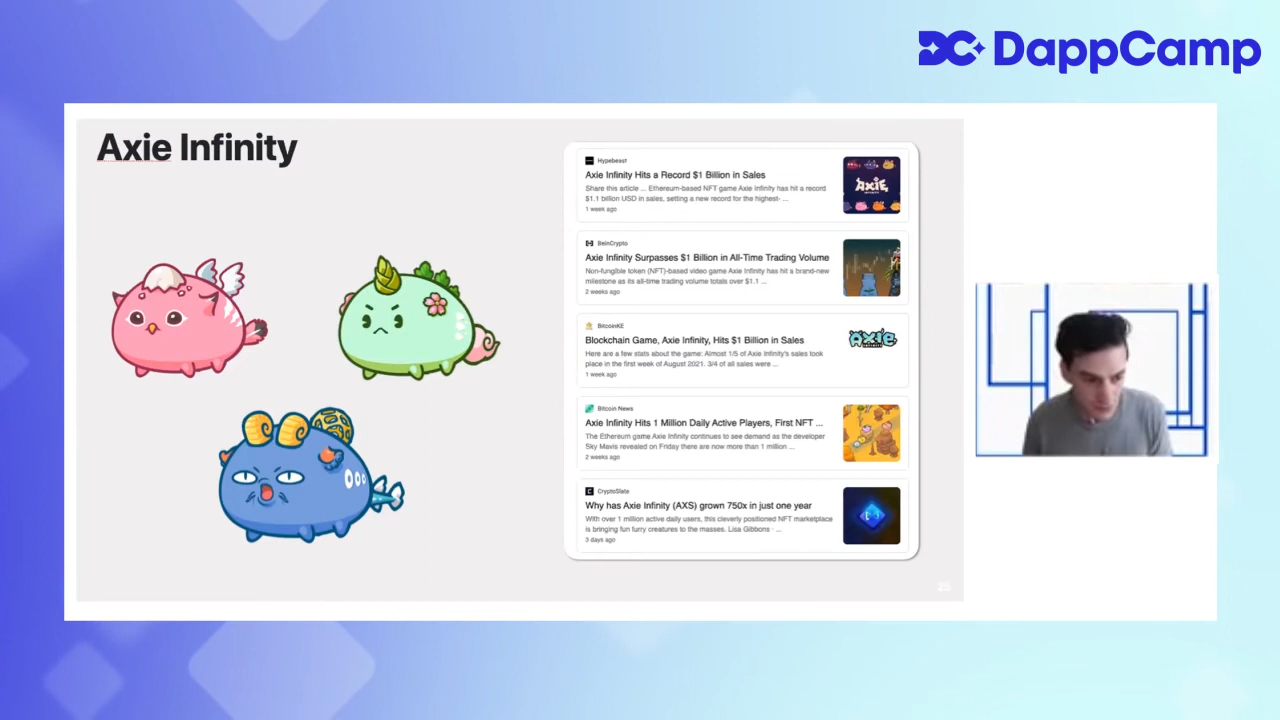 DappCamp
Axie Infinity
Hypebeast
Axie Infinity Hits a Record $1 Billion in Sales
Share this article ... Ethereum-based NFT game Axie Infinity has hit a record
$1.1 billion USD in sales, setting a new record for the highest- ...
1 week ago
AXIE
INFINITY
BeInCrypto
Axie Infinity Surpasses $1 Billion in All-Time Trading Volume
Non-fungible token (NFT)-based video game Axie Infinity has hit a brand-new
milestone as its all-time trading volume totals over $1.1 ...
2 weeks ago
BitcoinKE
Blockchain Game, Axie Infinity, Hits $1 Billion in Sales
Here are a few stats about the game: Almost 1/5 of Axie Infinity's sales took
place in the first week of August 2021. 3/4 of all sales were ...
1 week ago
AXIE
INFINITY
Bitcoin News
Axie Infinity Hits 1 Million Daily Active Players, First NFT ...
The Ethereum game Axie Infinity continues to see demand as the developer
Sky Mavis revealed on Friday there are now more than 1 million ...
2 weeks ago
CryptoSlate
Why has Axie Infinity (AXS) grown 750x in just one year
With over 1 million active daily users, this cleverly positioned NFT marketplace
is bringing fun furry creatures to the masses. Lisa Gibbons · ...
3 days ago